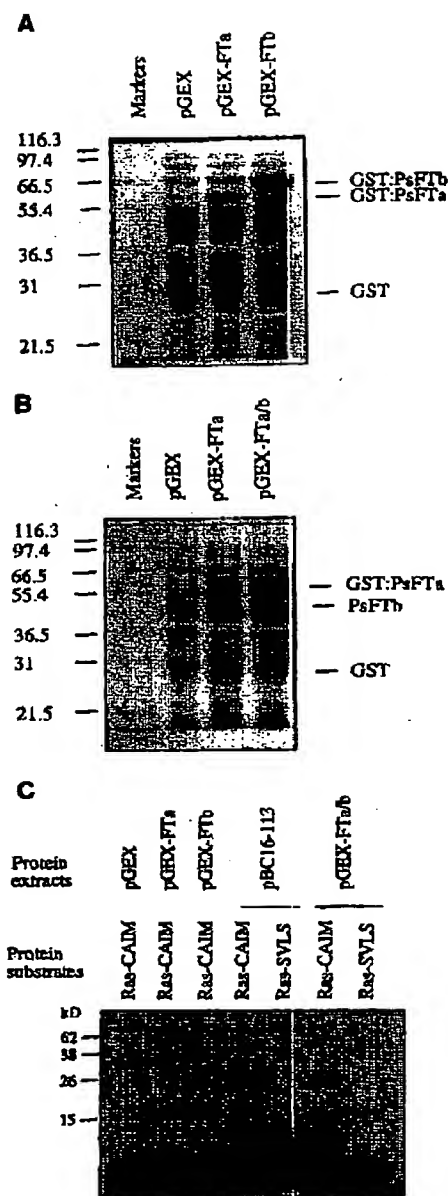 A
Markers
pGEX
pGEX-FTa
pGEX-FTb
116.3
97.4
66.5
55.4
36.5
31
21.5
GST:PsFTb
GST:PsFTa
GST
B
Markers
pGEX
pGEX-FTa
pGEX-FTa/b
116.3
97.4
66.5
55.4
36.5
31
21.5
GST:PsFTa
PsFTb
GST
C
Protein
extracts
pGEX
pGEX-FTa
pGEX-FTb
pBC16-113
pGEX-FTa/b
Protein
substrates
Ras-CAIM
Ras-CAIM
Ras-CAIM
Ras-CAIM
Ras-SVLS
Ras-CAIM
Ras-SVLS
kD
62
38
26
15